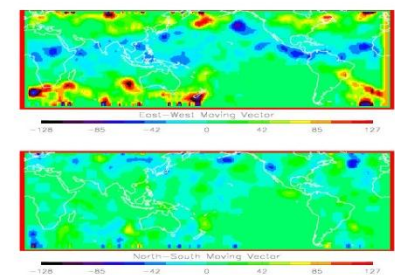 East-West Moving Vector
-128 -85 -42 0 42 85 127
North-South Moving Vector
-128 -85 -42 0 42 85 127